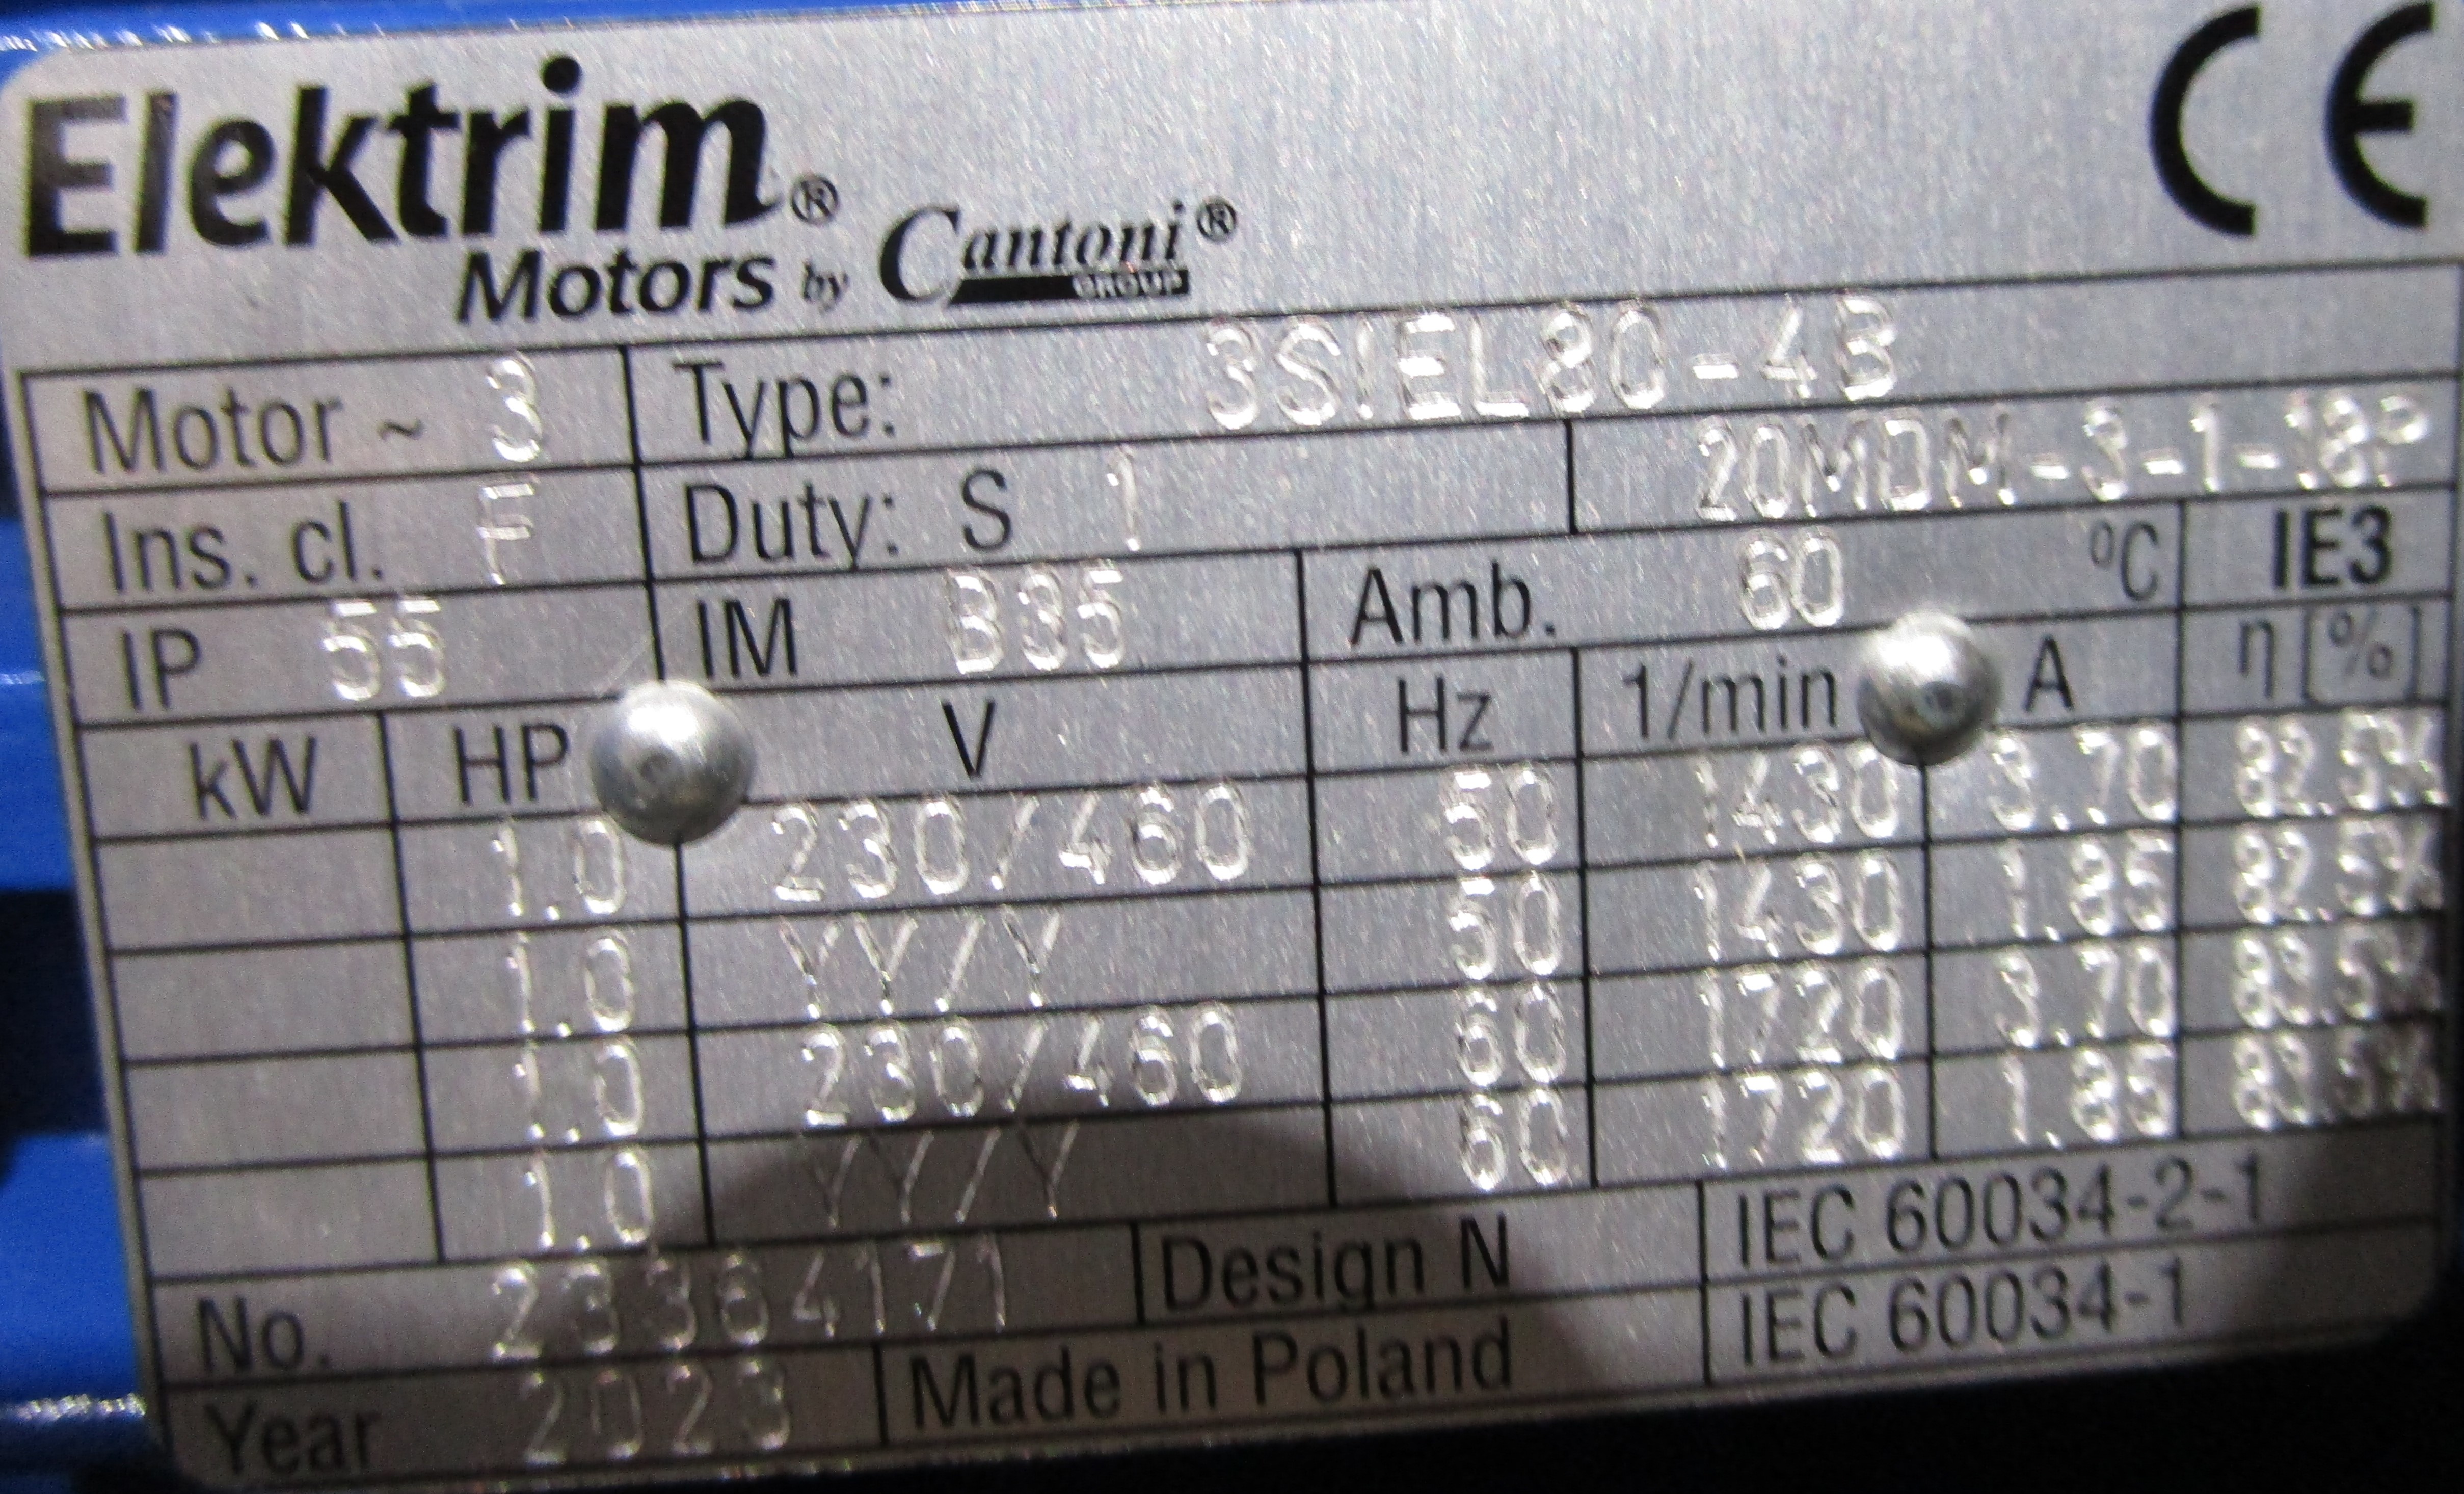 CE
Elektrim®
Motors by Cantoni®
GROUP
Motor ~ 3 Type: 3SIEL80-4B
Ins. cl. F Duty: S 1 20MDM-3-1-18P
IP 55 IM B35 Amb. 60 °C IE3
kW HP V Hz 1/min A η [%]
1.0 230/460 50 1430 3.70 82.5%
1.0 YY/Y 50 1430 1.85 82.5%
1.0 230/460 60 1720 3.70 83.5%
1.0 YY/Y 60 1720 1.85 83.5%
No. 23364171 Design N IEC 60034-2-1
Year 2023 Made in Poland IEC 60034-1